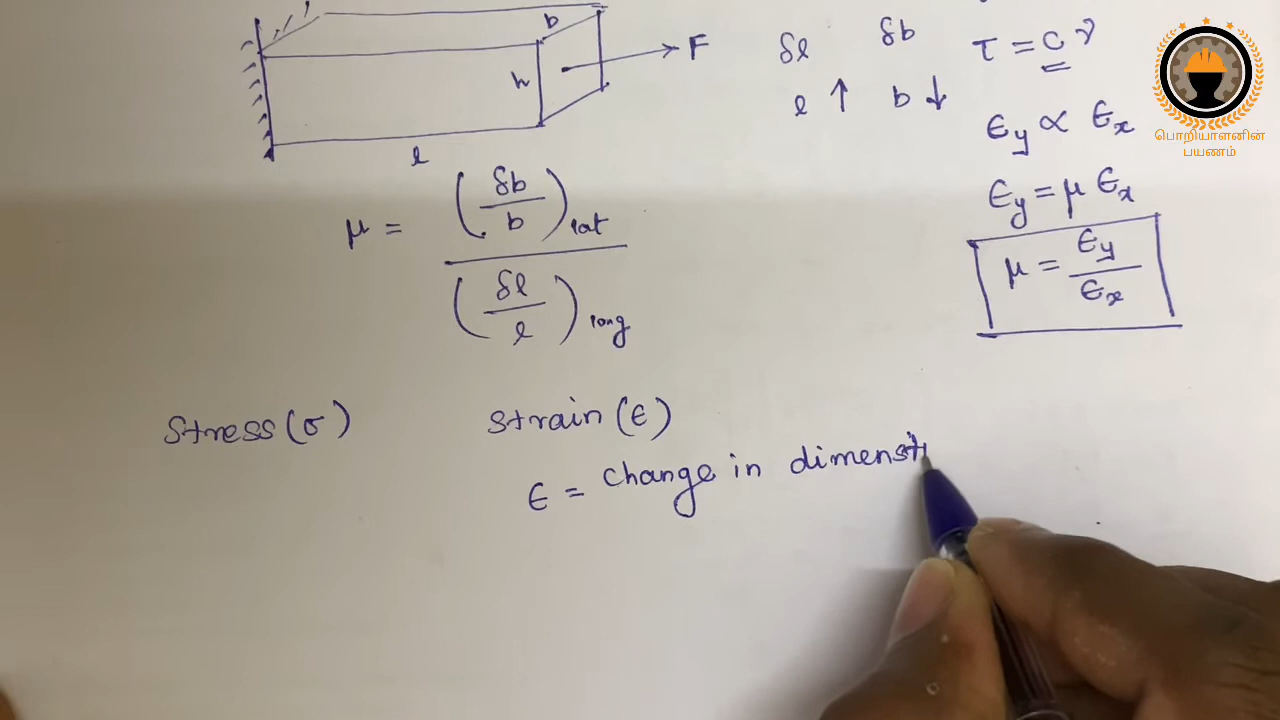 b
h
F
l
δl δb
l ↑ b ↓
τ = C γ
ϵy ∝ ϵx
ϵy = μ ϵx
μ = ϵy / ϵx
μ = (δb / b)lat / (δl / l)long
பொறியாளனின்
பயணம்
Stress (σ) Strain (ϵ)
ϵ = Change in dimensi